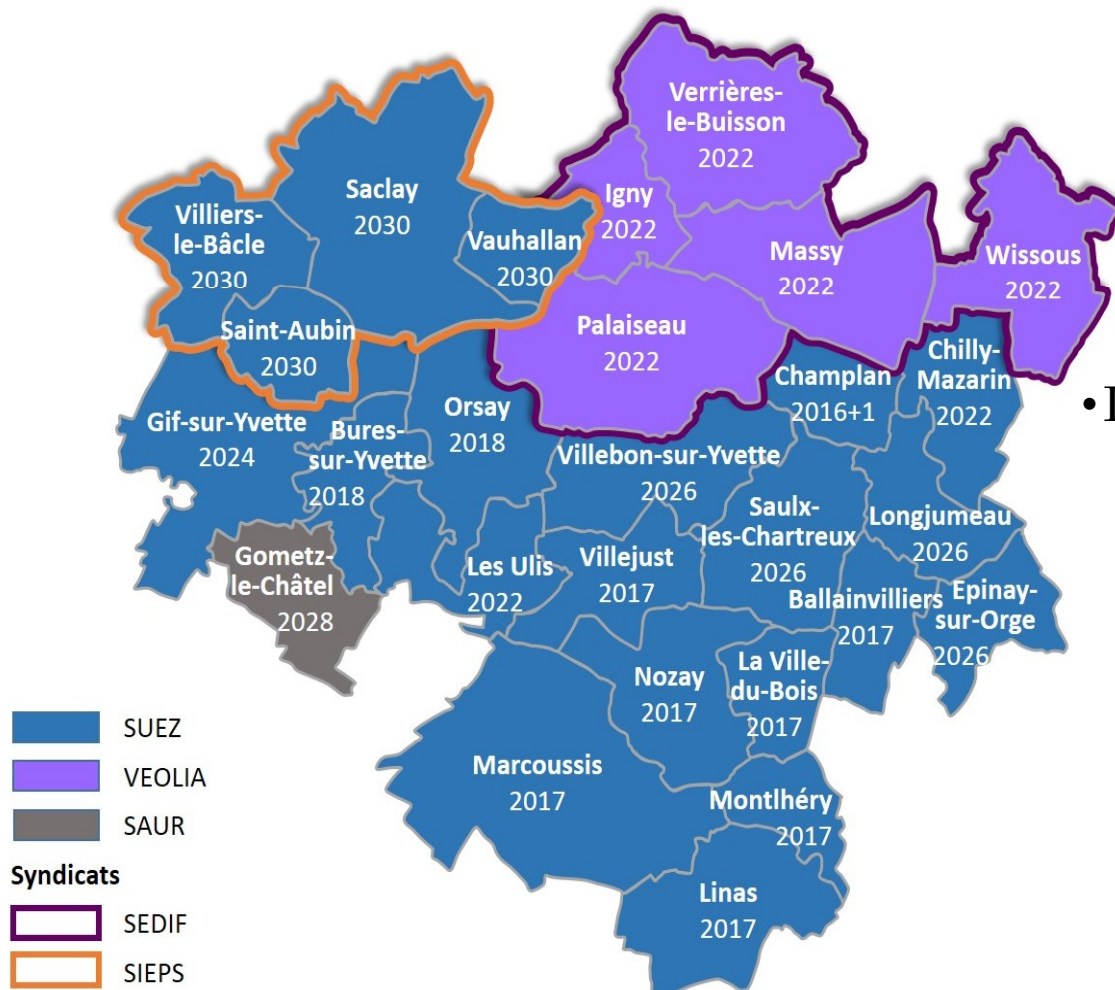 Verrières-
le-Buisson
2022
Igny
2022
Saclay
2030
Villiers-
le-Bâcle
2030
Vauhallan
2030
Massy
2022
Wissous
2022
Saint-Aubin
2030
Palaiseau
2022
Chilly-
Mazarin
2022
Champlan
2016+1
Gif-sur-Yvette
2024
Bures-
sur-Yvette
2018
Orsay
2018
Villebon-sur-Yvette
2026
Saulx-
les-Chartreux
2026
Longjumeau
2026
Gometz-
le-Châtel
2028
Les Ulis
2022
Villejust
2017
Ballainvilliers
2017
Epinay-
sur-Orge
2026
Nozay
2017
La Ville-
du-Bois
2017
Marcoussis
2017
Montlhéry
2017
Linas
2017
SUEZ
VEOLIA
SAUR
Syndicats
SEDIF
SIEPS